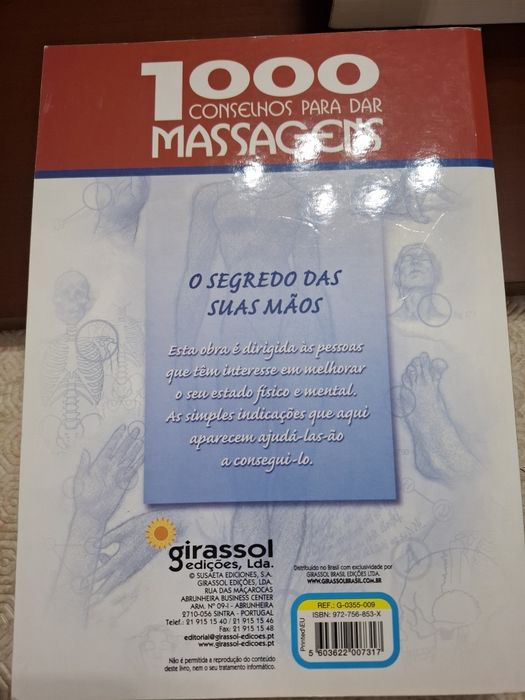 1000
CONSELHOS PARA DAR
MASSAGENS
O SEGREDO DAS
SUAS MÃOS
Esta obra é dirigida às pessoas
que têm interesse em melhorar
o seu estado físico e mental.
As simples indicações que aqui
aparecem ajudá-las-ão
a consegui-lo.
girassol
edições, Lda.
© SUSAETA EDICIONES, S.A.
GIRASSOL EDIÇÕES, LDA.
RUA DAS MAÇAROCAS
ABRUNHEIRA BUSINESS CENTER
ARM. Nº 09-I - ABRUNHEIRA
2710-056 SINTRA - PORTUGAL
Telef.: 21 915 15 40 / 21 915 15 46
Fax: 21 915 15 48
editorial@girassol-edicoes.pt
www.girassol-edicoes.pt
Não é permitida a reprodução do conteúdo
deste livro, nem o seu tratamento informático.
Distribuído no Brasil com exclusividade por
GIRASSOL BRASIL EDIÇÕES LTDA.
WWW.GIRASSOLBRASIL.COM.BR
REF.: G-0355-009
ISBN: 972-756-853-X
Printed\EU
5603622007317